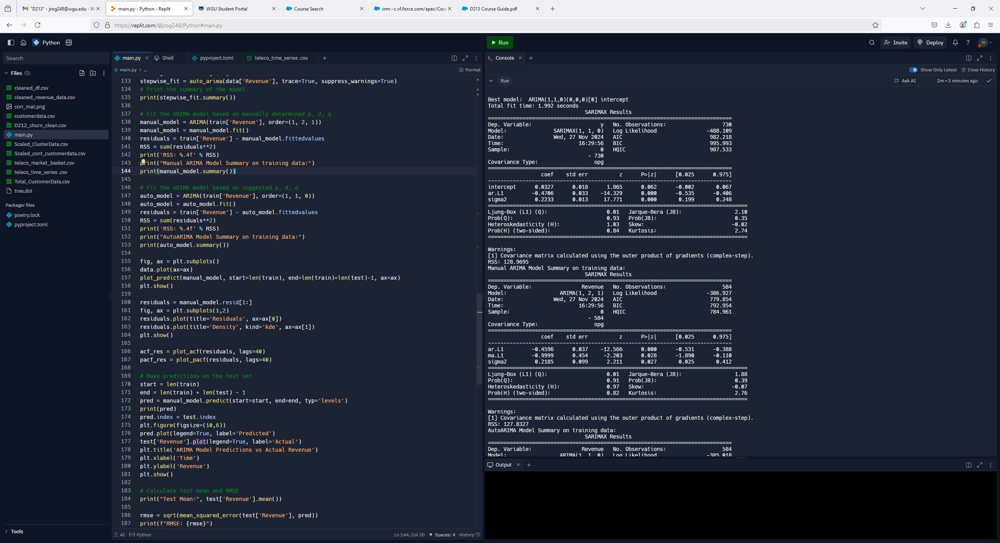 "D213" - jrog248@wgu.edu - W
main.py - Python - Replit
WGU Student Portal
Course Search
srm--c.vf.force.com/apex/Cou
D213 Course Guide.pdf
https://replit.com/@jrog248/Python#main.py
Python
Run
Invite
Deploy
JR
Search
Files
cleaned_df.csv
cleaned_revenue_data.csv
corr_mat.png
customerdata.csv
D212_churn_clean.csv
main.py
Scaled_ClusterData.csv
Scaled_cont_customerdata.csv
teleco_market_basket.csv
teleco_time_series .csv
Total_CustomerData.csv
tree.dot
Packager files
poetry.lock
pyproject.toml
Tools
main.py
Shell
pyproject.toml
teleco_time_series .csv
main.py > ...
Format
133 stepwise_fit = auto_arima(data['Revenue'], trace=True, suppress_warnings=True)
134 # Print the summary of the model
135 print(stepwise_fit.summary())
136
137 # Fit the ARIMA model based on manually determined p, d, q
138 manual_model = ARIMA(train['Revenue'], order=(1, 2, 1))
139 manual_model = manual_model.fit()
140 residuals = train['Revenue'] - manual_model.fittedvalues
141 RSS = sum(residuals**2)
142 print('RSS: %.4f' % RSS)
143 print("Manual ARIMA Model Summary on training data:")
144 print(manual_model.summary())
145
146 # Fit the ARIMA model based on suggested p, d, q
147 auto_model = ARIMA(train['Revenue'], order=(1, 1, 0))
148 auto_model = auto_model.fit()
149 residuals = train['Revenue'] - auto_model.fittedvalues
150 RSS = sum(residuals**2)
151 print('RSS: %.4f' % RSS)
152 print("AutoARIMA Model Summary on training data:")
153 print(auto_model.summary())
154
155 fig, ax = plt.subplots()
156 data.plot(ax=ax)
157 plot_predict(manual_model, start=len(train), end=len(train)+len(test)-1, ax=ax)
158 plt.show()
159
160 residuals = manual_model.resid[1:]
161 fig, ax = plt.subplots(1,2)
162 residuals.plot(title='Residuals', ax=ax[0])
163 residuals.plot(title='Density', kind='kde', ax=ax[1])
164 plt.show()
165
166 acf_res = plot_acf(residuals, lags=40)
167 pacf_res = plot_pacf(residuals, lags=40)
168
169 # Make predictions on the test set
170 start = len(train)
171 end = len(train) + len(test) - 1
172 pred = manual_model.predict(start=start, end=end, typ='levels')
173 print(pred)
174 pred.index = test.index
175 plt.figure(figsize=(10,6))
176 pred.plot(legend=True, label='Predicted')
177 test['Revenue'].plot(legend=True, label='Actual')
178 plt.title('ARIMA Model Predictions vs Actual Revenue')
179 plt.xlabel('Time')
180 plt.ylabel('Revenue')
181 plt.show()
182
183 # Calculate test mean and RMSE
184 print("Test Mean:", test['Revenue'].mean())
185
186 rmse = sqrt(mean_squared_error(test['Revenue'], pred))
187 print(f"RMSE: {rmse}")
AI Python Ln 144, Col 30 Spaces: 4 History
Console
Show Only Latest Clear History
Run Ask AI 2m • 3 minutes ago
Best model: ARIMA(1,1,0)(0,0,0)[0] intercept
Total fit time: 1.992 seconds
SARIMAX Results
==============================================================================
Dep. Variable: y No. Observations: 730
Model: SARIMAX(1, 1, 0) Log Likelihood -488.109
Date: Wed, 27 Nov 2024 AIC 982.218
Time: 16:29:56 BIC 995.993
Sample: 0 HQIC 987.533
- 730
Covariance Type: opg
==============================================================================
coef std err z P>|z| [0.025 0.975]
------------------------------------------------------------------------------
intercept 0.0327 0.018 1.865 0.062 -0.002 0.067
ar.L1 -0.4706 0.033 -14.329 0.000 -0.535 -0.406
sigma2 0.2233 0.013 17.771 0.000 0.199 0.248
===================================================================================
Ljung-Box (L1) (Q): 0.01 Jarque-Bera (JB): 2.10
Prob(Q): 0.93 Prob(JB): 0.35
Heteroskedasticity (H): 1.03 Skew: -0.02
Prob(H) (two-sided): 0.84 Kurtosis: 2.74
===================================================================================
Warnings:
[1] Covariance matrix calculated using the outer product of gradients (complex-step).
RSS: 128.9695
Manual ARIMA Model Summary on training data:
SARIMAX Results
==============================================================================
Dep. Variable: Revenue No. Observations: 584
Model: ARIMA(1, 2, 1) Log Likelihood -386.927
Date: Wed, 27 Nov 2024 AIC 779.854
Time: 16:29:56 BIC 792.954
Sample: 0 HQIC 784.961
- 584
Covariance Type: opg
==============================================================================
coef std err z P>|z| [0.025 0.975]
------------------------------------------------------------------------------
ar.L1 -0.4596 0.037 -12.566 0.000 -0.531 -0.388
ma.L1 -0.9999 0.454 -2.203 0.028 -1.890 -0.110
sigma2 0.2185 0.099 2.211 0.027 0.025 0.412
===================================================================================
Ljung-Box (L1) (Q): 0.01 Jarque-Bera (JB): 1.88
Prob(Q): 0.91 Prob(JB): 0.39
Heteroskedasticity (H): 0.97 Skew: -0.07
Prob(H) (two-sided): 0.82 Kurtosis: 2.76
===================================================================================
Warnings:
[1] Covariance matrix calculated using the outer product of gradients (complex-step).
RSS: 127.8327
AutoARIMA Model Summary on training data:
SARIMAX Results
==============================================================================
Dep. Variable: Revenue No. Observations: 584
Model: ARIMA(1, 1, 0) Log Likelihood -385.018
Output